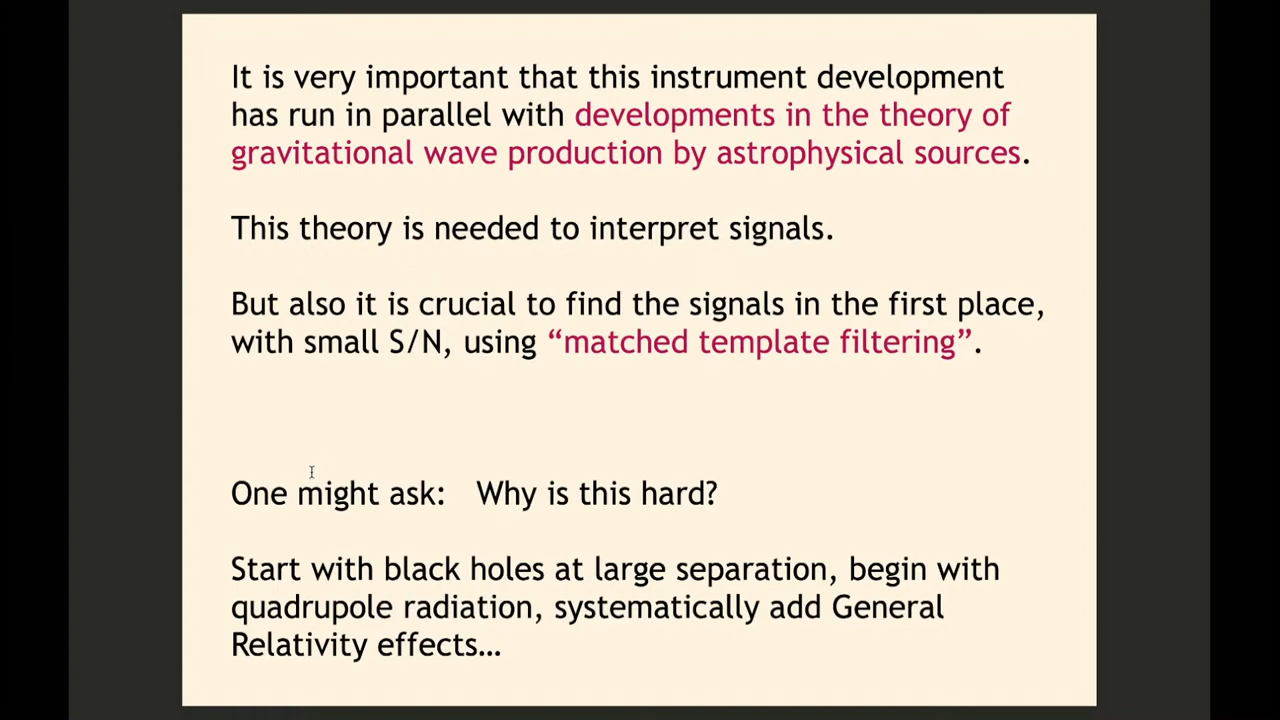 It is very important that this instrument development
has run in parallel with developments in the theory of
gravitational wave production by astrophysical sources.
This theory is needed to interpret signals.
But also it is crucial to find the signals in the first place,
with small S/N, using “matched template filtering”.
One might ask:   Why is this hard?
Start with black holes at large separation, begin with
quadrupole radiation, systematically add General
Relativity effects…